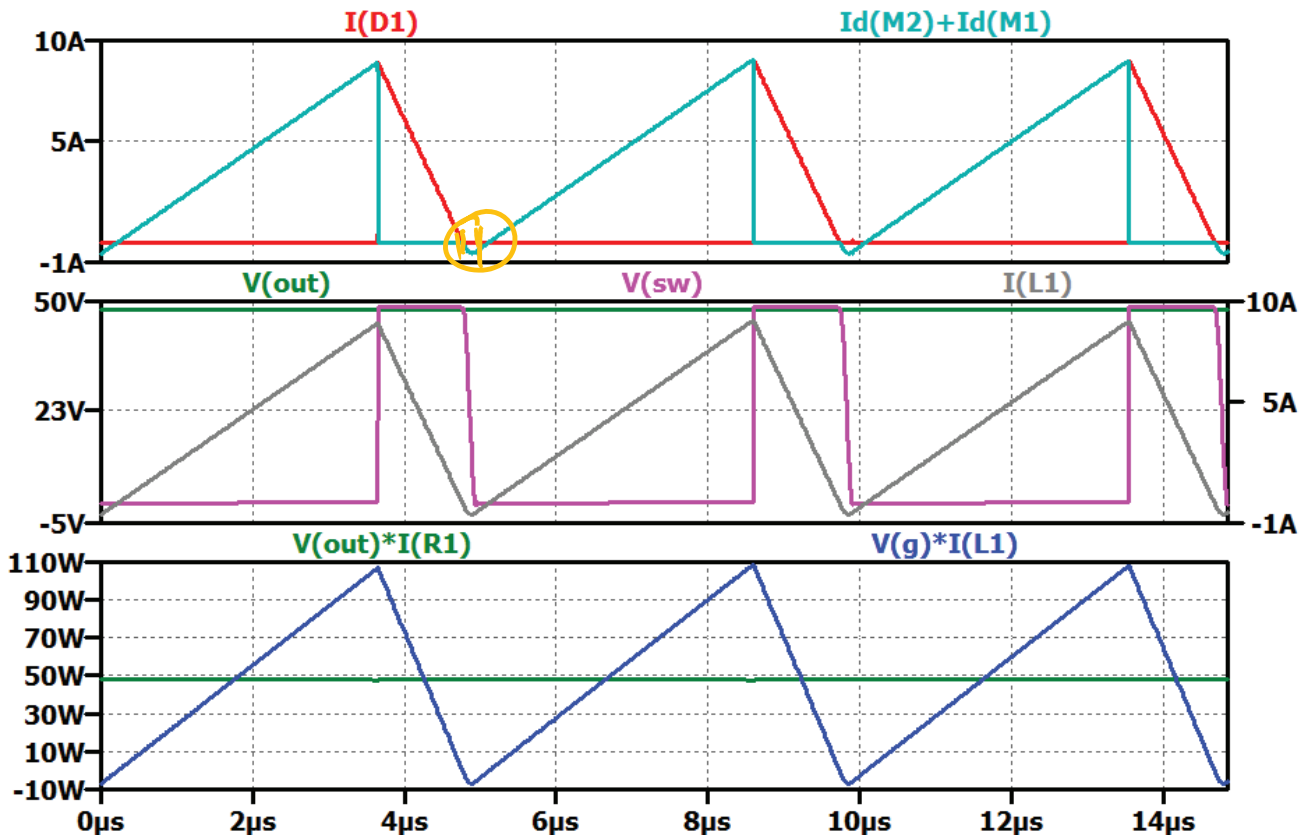 I(D1) Id(M2)+Id(M1)
10A
5A
-1A
V(out) V(sw) I(L1)
50V 10A
23V 5A
-5V -1A
V(out)*I(R1) V(g)*I(L1)
110W
90W
70W
50W
30W
10W
-10W
0µs 2µs 4µs 6µs 8µs 10µs 12µs 14µs